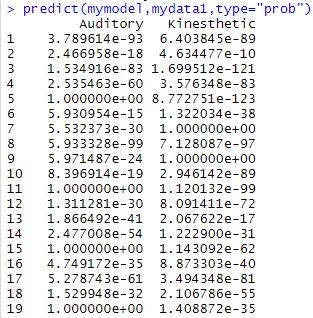 > predict(mymodel,mydata1,type="prob")
Auditory Kinesthetic
1 3.789614e-93 6.403845e-89
2 2.466958e-18 4.634477e-10
3 1.534916e-83 1.699512e-121
4 2.535463e-60 3.576348e-83
5 1.000000e+00 8.772751e-123
6 5.930954e-15 1.322034e-38
7 5.532373e-30 1.000000e+00
8 5.933328e-99 7.128087e-97
9 5.971487e-24 1.000000e+00
10 8.396914e-19 2.946142e-89
11 1.000000e+00 1.120132e-99
12 1.311281e-30 8.091411e-72
13 1.866492e-41 2.067622e-17
14 2.477008e-54 1.222900e-31
15 1.000000e+00 1.143092e-62
16 4.749172e-35 8.873303e-40
17 5.278743e-61 3.494348e-81
18 1.529948e-32 2.106786e-55
19 1.000000e+00 1.408872e-35